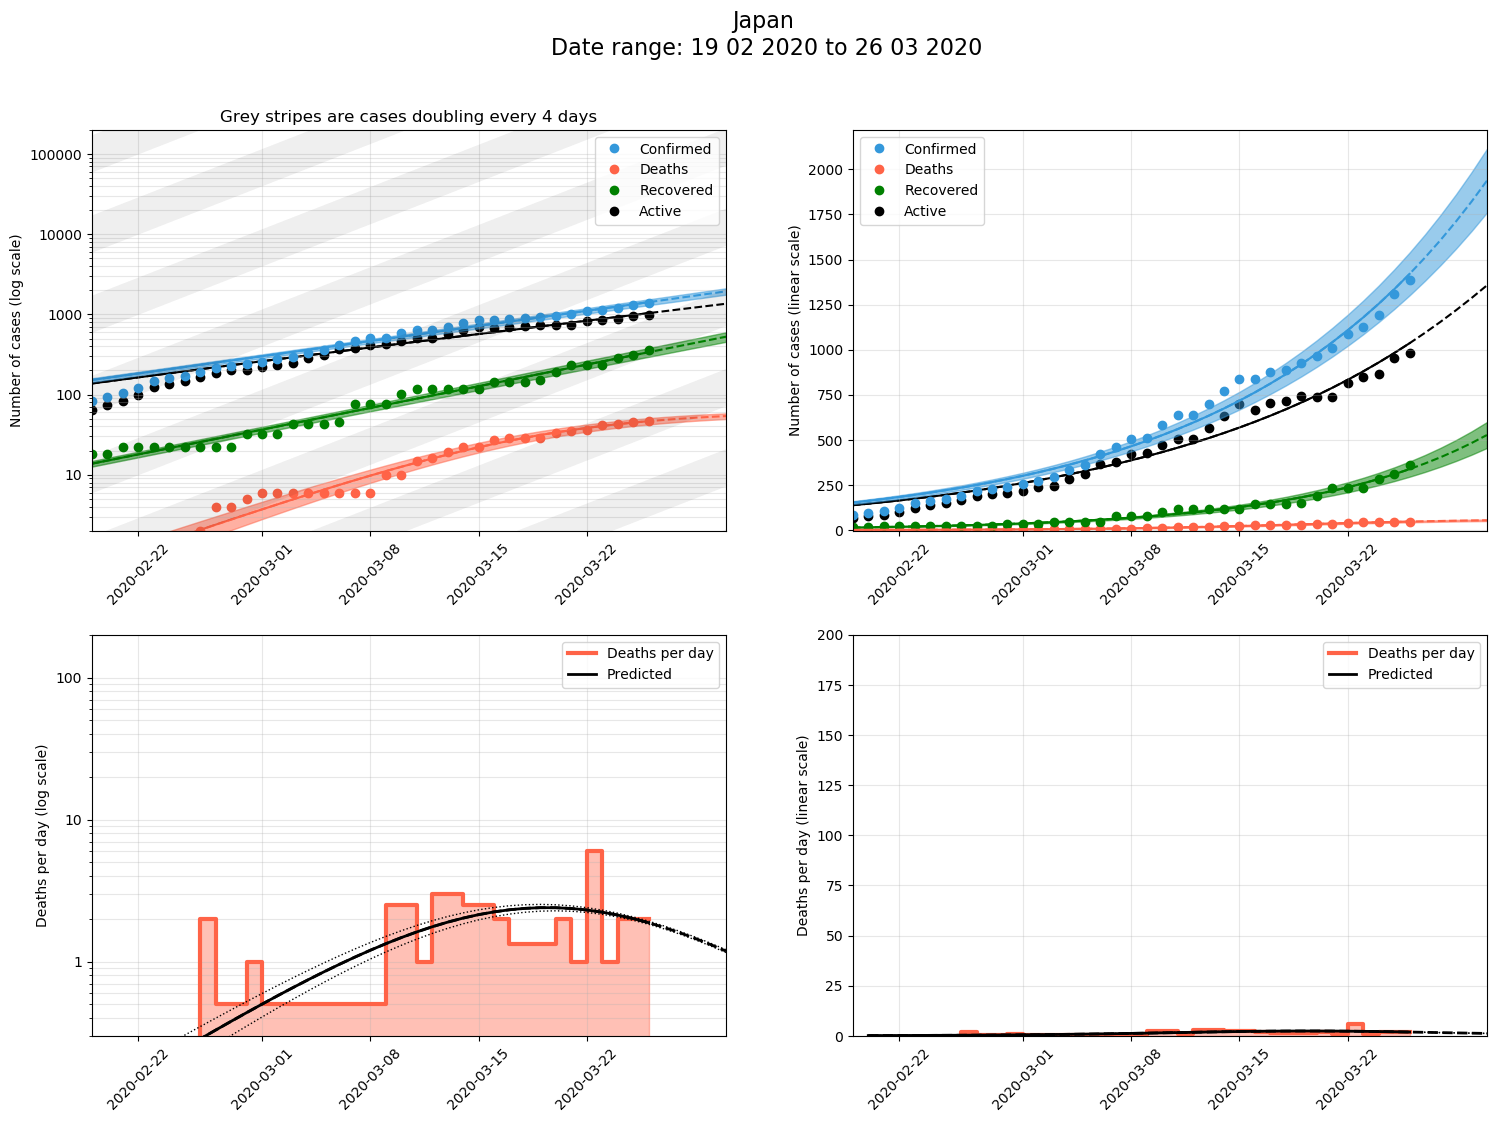 Japan
Date range: 19 02 2020 to 26 03 2020
Grey stripes are cases doubling every 4 days
Number of cases (log scale)
100000
10000
1000
100
10
Confirmed
Deaths
Recovered
Active
2020-02-22
2020-03-01
2020-03-08
2020-03-15
2020-03-22
Number of cases (linear scale)
2000
1750
1500
1250
1000
750
500
250
0
Confirmed
Deaths
Recovered
Active
2020-02-22
2020-03-01
2020-03-08
2020-03-15
2020-03-22
Deaths per day (log scale)
100
10
1
Deaths per day
Predicted
2020-02-22
2020-03-01
2020-03-08
2020-03-15
2020-03-22
Deaths per day (linear scale)
200
175
150
125
100
75
50
25
0
Deaths per day
Predicted
2020-02-22
2020-03-01
2020-03-08
2020-03-15
2020-03-22